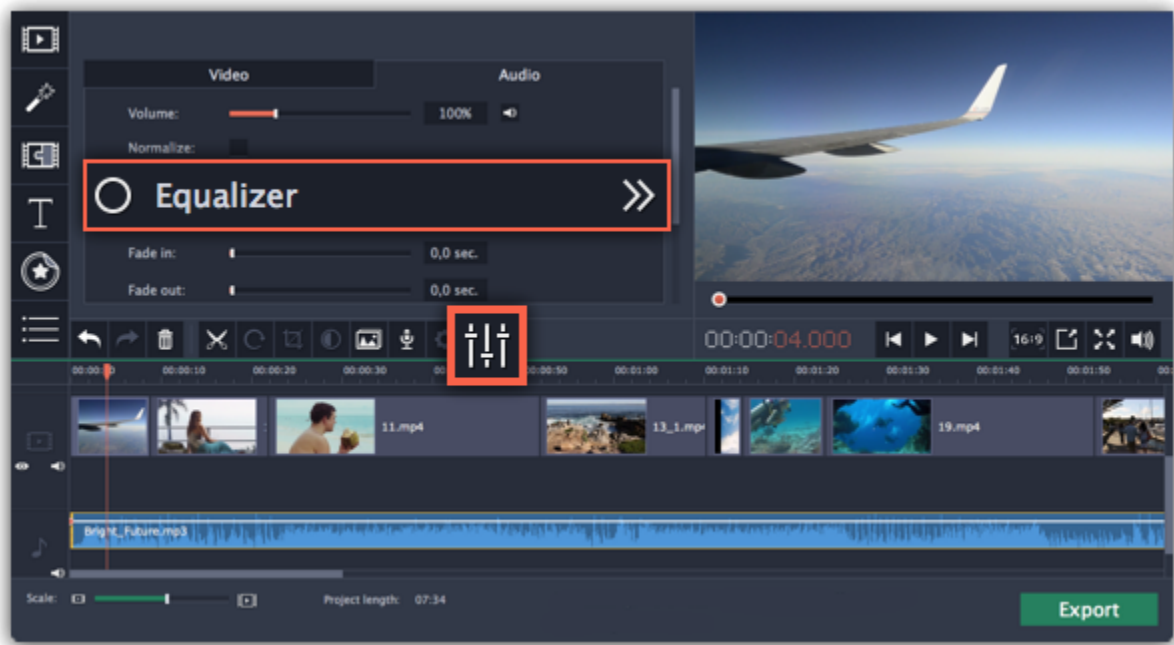 Video Audio
Volume: 100%
Normalize:
Equalizer
Fade in: 0,0 sec.
Fade out: 0,0 sec.
T
00:00:04.000 16:9
00:00:10 00:00:20 00:00:30 00:00:50 00:01:00 00:01:10 00:01:20 00:01:30 00:01:40 00:01:50
11.mp4 13_1.mp4 19.mp4
Bright_Future.mp3
Scale: Project length: 07:34
Export